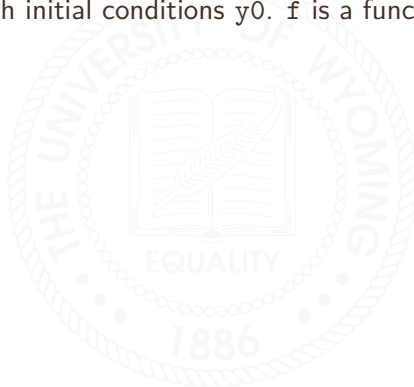 h initial conditions y0. f is a func
THE UNIVERSITY OF WYOMING
EQUALITY
1886